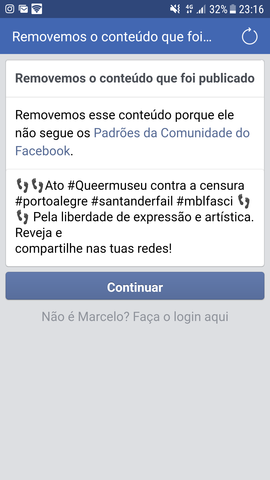 32% 23:16
Removemos o conteúdo que foi...
Removemos o conteúdo que foi publicado
Removemos esse conteúdo porque ele
não segue os Padrões da Comunidade do
Facebook.
👣👣Ato #Queermuseu contra a censura
#portoalegre #santanderfail #mblfasci 👣
👣 Pela liberdade de expressão e artística.
Reveja e
compartilhe nas tuas redes!
Continuar
Não é Marcelo? Faça o login aqui